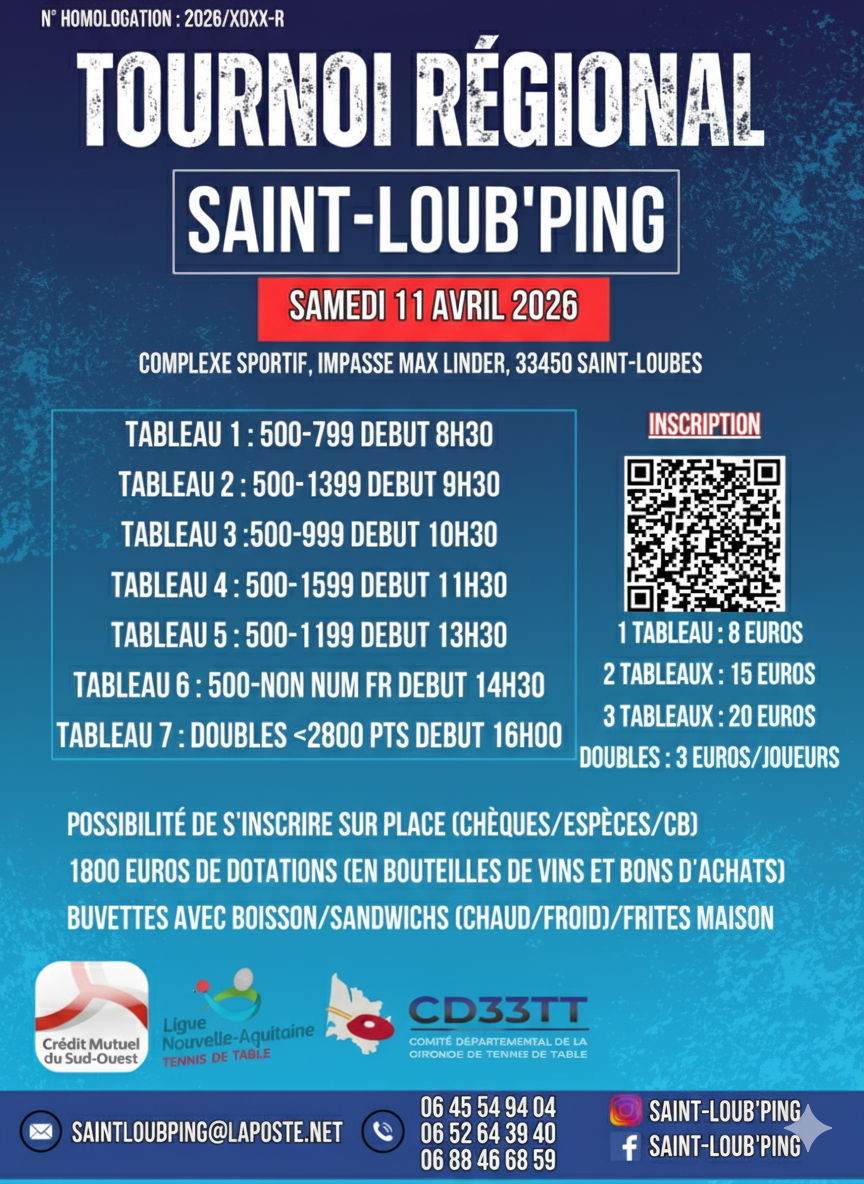 N° HOMOLOGATION : 2026/X0XX-R
TOURNOI RÉGIONAL
SAINT-LOUB'PING
SAMEDI 11 AVRIL 2026
COMPLEXE SPORTIF, IMPASSE MAX LINDER, 33450 SAINT-LOUBES
TABLEAU 1 : 500-799 DEBUT 8H30
TABLEAU 2 : 500-1399 DEBUT 9H30
TABLEAU 3 :500-999 DEBUT 10H30
TABLEAU 4 : 500-1599 DEBUT 11H30
TABLEAU 5 : 500-1199 DEBUT 13H30
TABLEAU 6 : 500-NON NUM FR DEBUT 14H30
TABLEAU 7 : DOUBLES <2800 PTS DEBUT 16H00
INSCRIPTION
1 TABLEAU : 8 EUROS
2 TABLEAUX : 15 EUROS
3 TABLEAUX : 20 EUROS
DOUBLES : 3 EUROS/JOUEURS
POSSIBILITÉ DE S'INSCRIRE SUR PLACE (CHÈQUES/ESPÈCES/CB)
1800 EUROS DE DOTATIONS (EN BOUTEILLES DE VINS ET BONS D'ACHATS)
BUVETTES AVEC BOISSON/SANDWICHS (CHAUD/FROID)/FRITES MAISON
Crédit Mutuel
du Sud-Ouest
Ligue
Nouvelle-Aquitaine
TENNIS DE TABLE
CD33TT
COMITÉ DÉPARTEMENTAL DE LA
GIRONDE DE TENNIS DE TABLE
SAINTLOUBPING@LAPOSTE.NET
06 45 54 94 04
06 52 64 39 40
06 88 46 68 59
SAINT-LOUB'PING
SAINT-LOUB'PING